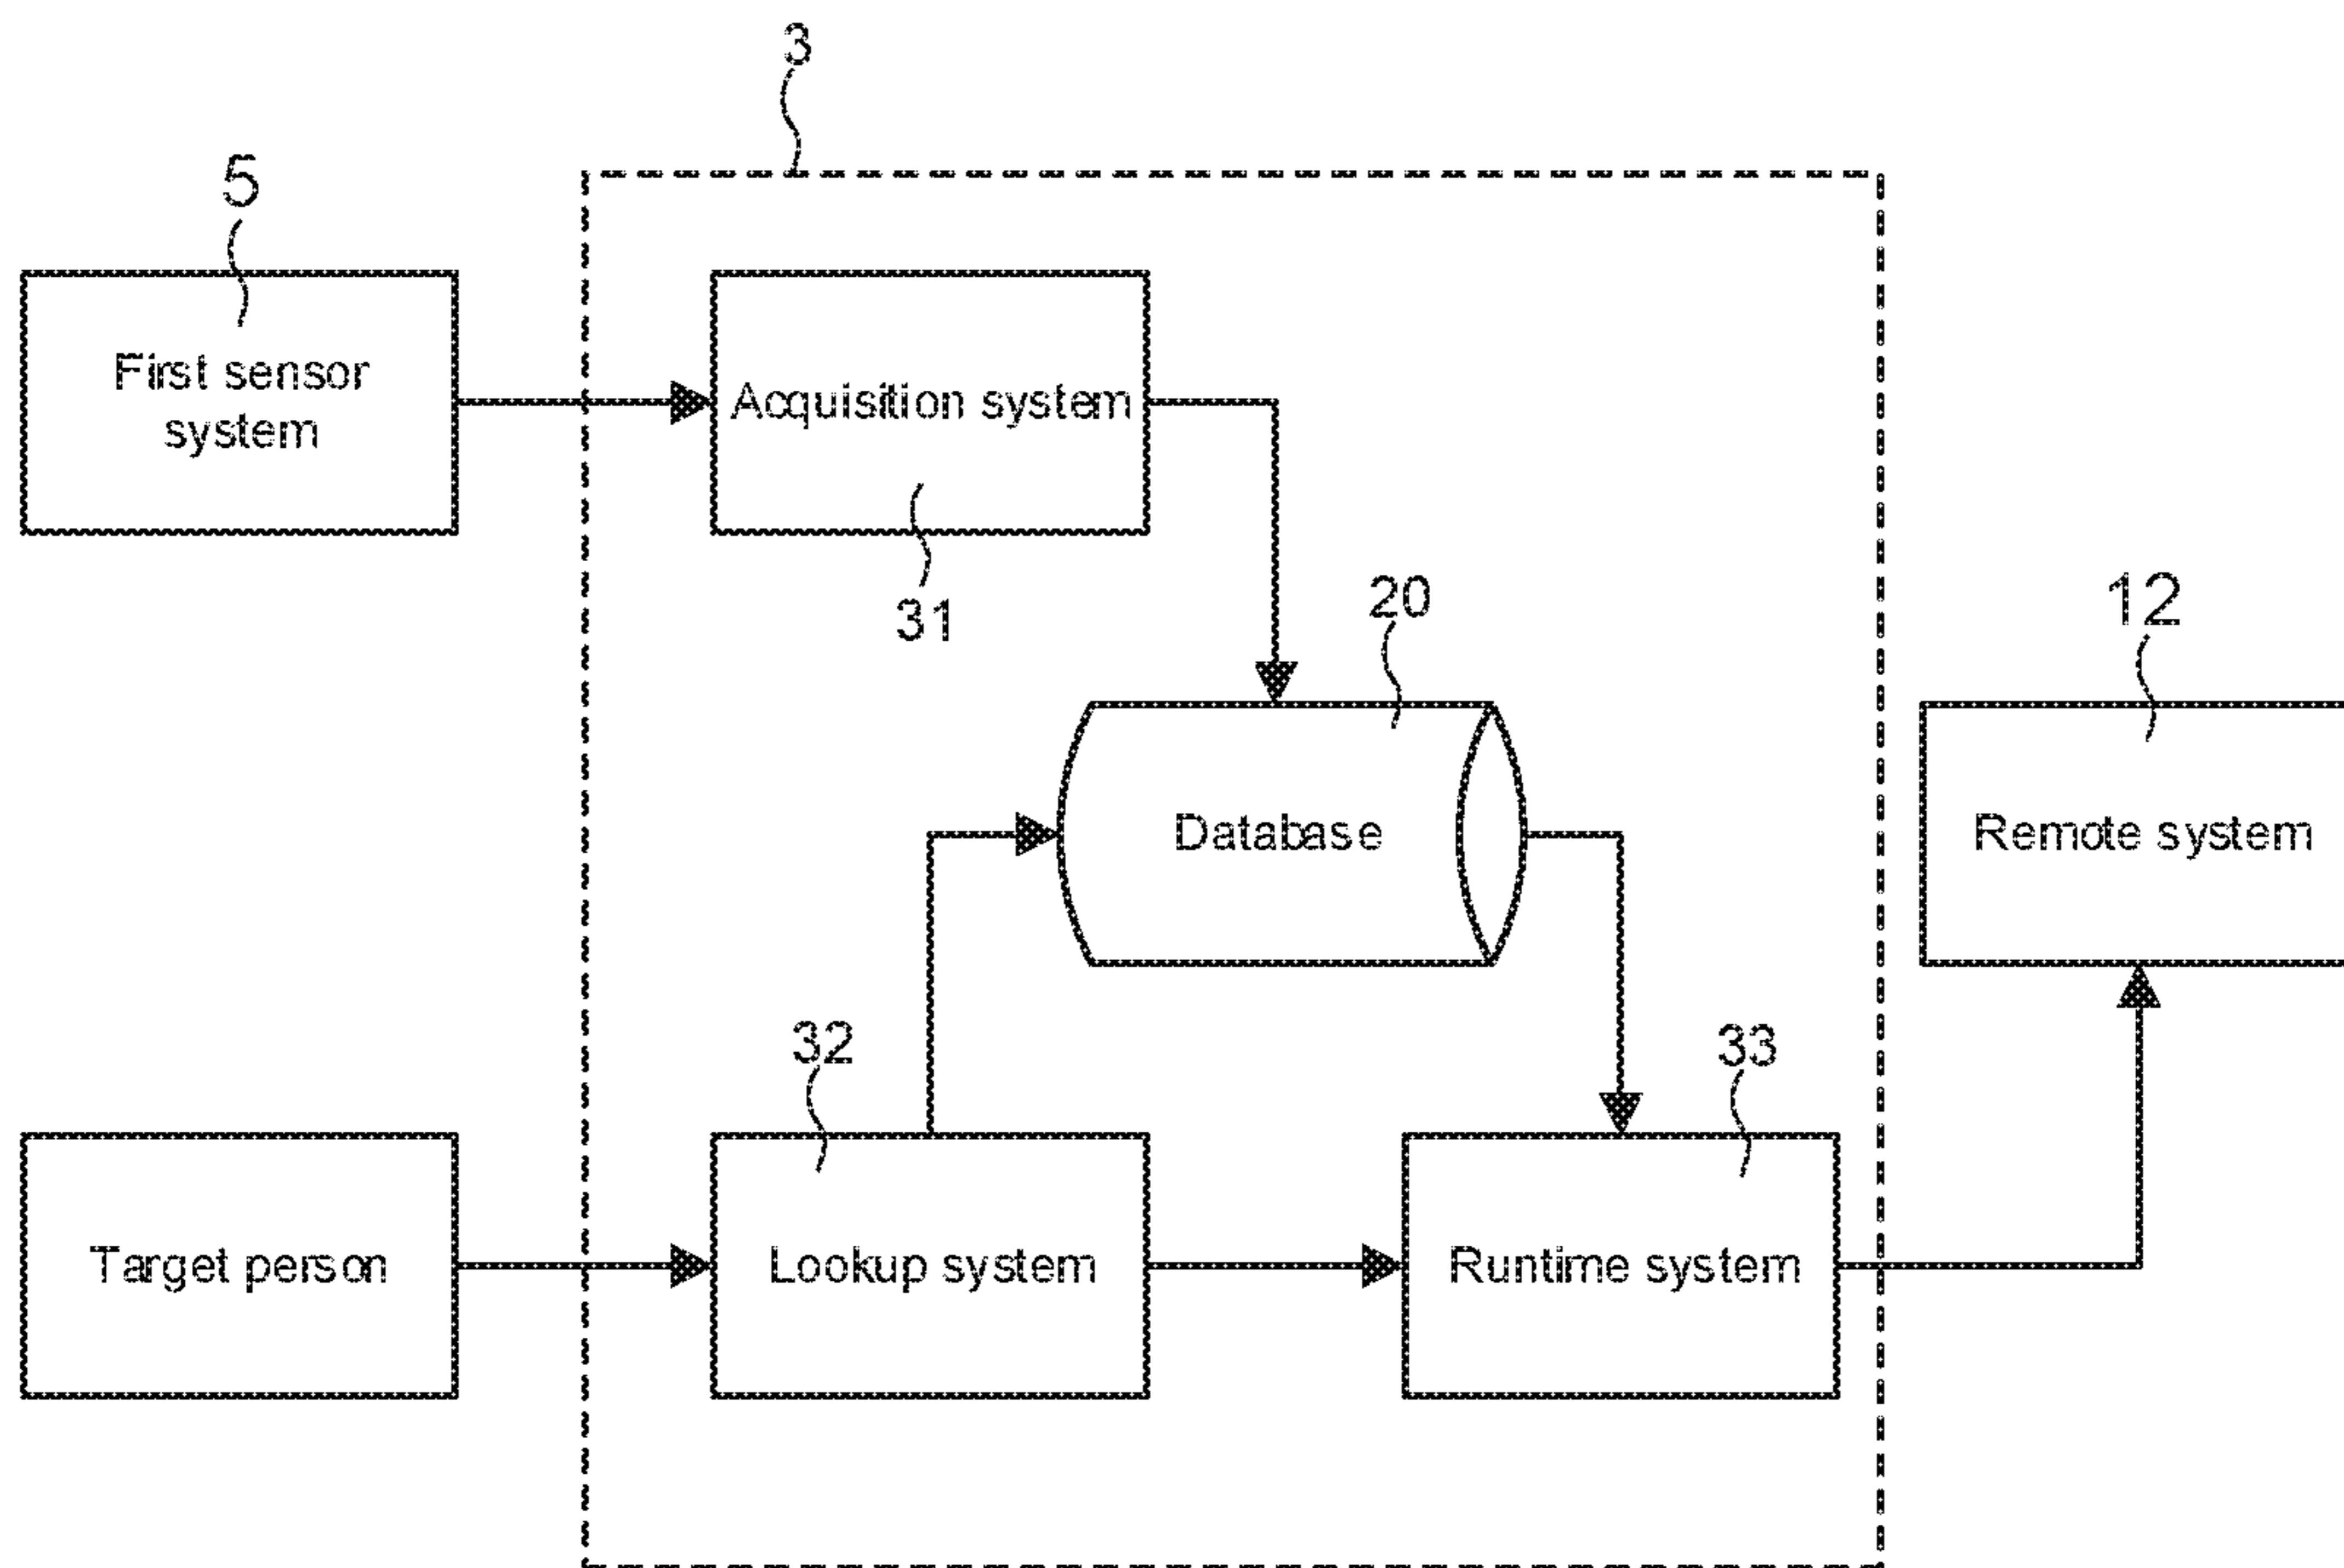 3
5
First sensor
system
Acquisition system
31
20
12
Database
Remote system
32
33
Target person
Lookup system
Runtime system